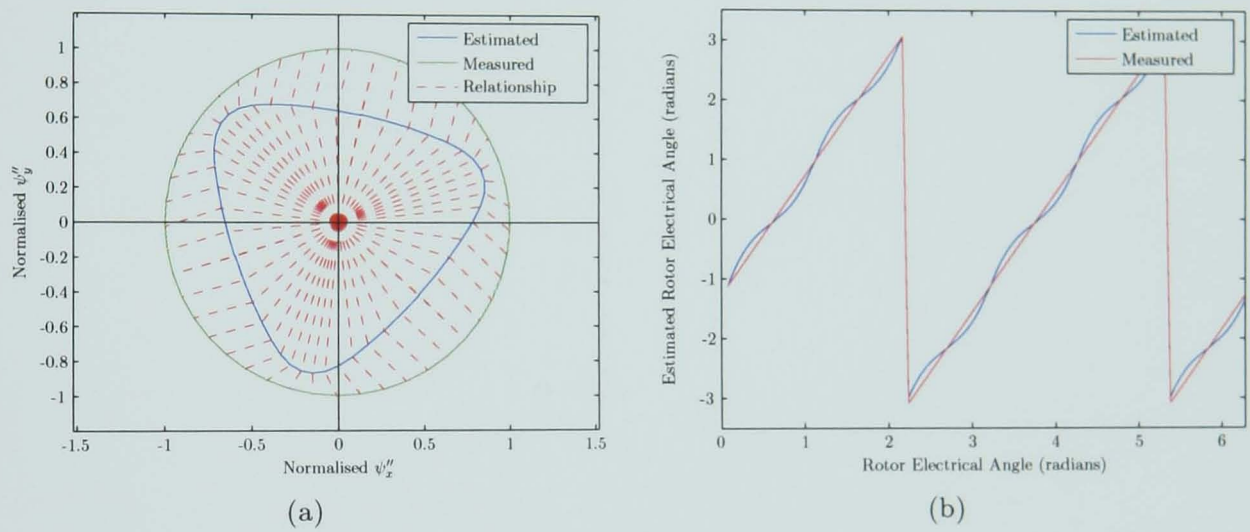 Estimated
Measured
Relationship
1
0.8
0.6
0.4
0.2
0
-0.2
-0.4
-0.6
-0.8
-1
Normalised ψ″y
-1.5
-1
-0.5
0
0.5
1
1.5
Normalised ψ″x
(a)
Estimated
Measured
3
2
1
0
-1
-2
-3
Estimated Rotor Electrical Angle (radians)
0
1
2
3
4
5
6
Rotor Electrical Angle (radians)
(b)